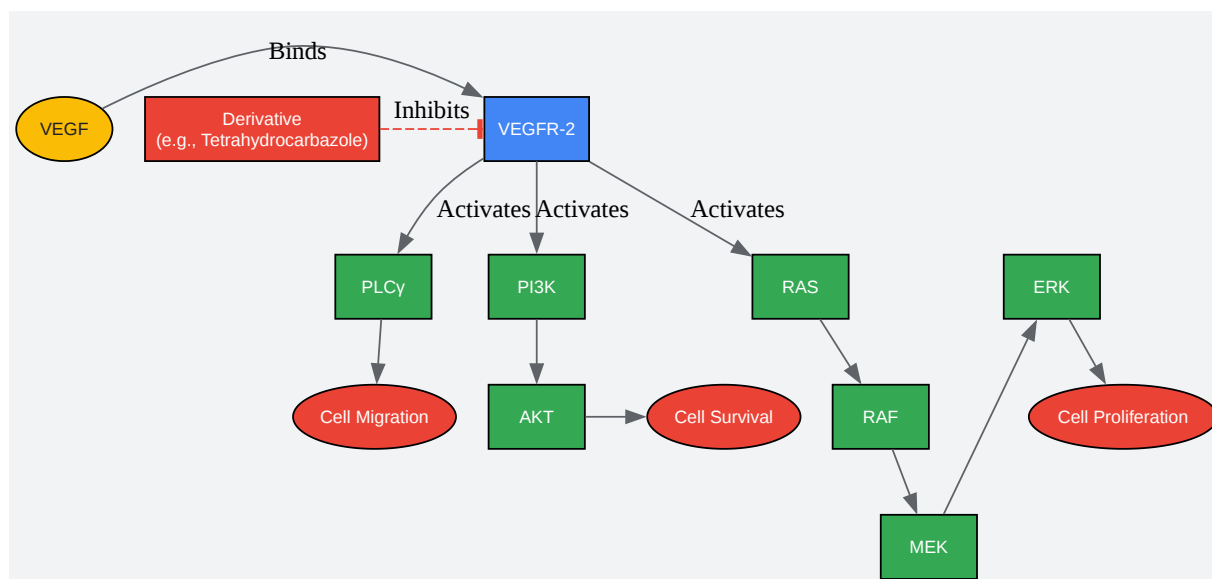 Binds
VEGF
Derivative
(e.g., Tetrahydrocarbazole)
Inhibits
VEGFR-2
Activates
Activates
Activates
PLCγ
PI3K
RAS
ERK
Cell Migration
AKT
Cell Survival
RAF
Cell Proliferation
MEK